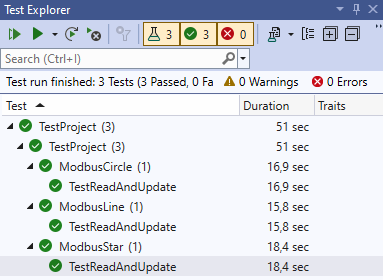 Test Explorer
3 3 0
Search (Ctrl+I)
Test run finished: 3 Tests (3 Passed, 0 Fa 0 Warnings 0 Errors
Test Duration Traits
TestProject (3) 51 sec
TestProject (3) 51 sec
ModbusCircle (1) 16,9 sec
TestReadAndUpdate 16,9 sec
ModbusLine (1) 15,8 sec
TestReadAndUpdate 15,8 sec
ModbusStar (1) 18,4 sec
TestReadAndUpdate 18,4 sec